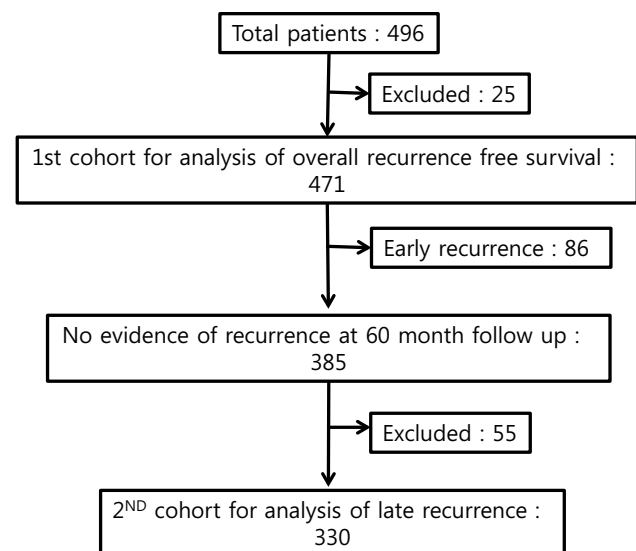 Total patients : 496
Excluded : 25
1st cohort for analysis of overall recurrence free survival :
471
Early recurrence : 86
No evidence of recurrence at 60 month follow up :
385
Excluded : 55
2ND cohort for analysis of late recurrence :
330